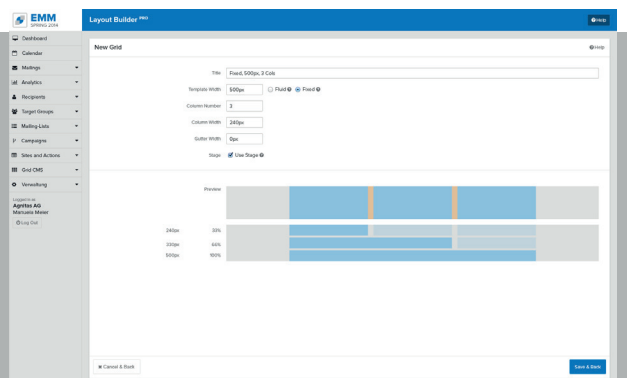 EMM
SPRING 2014
Layout Builder PRO
Help
Dashboard
Calendar
Mailings
Analytics
Recipients
Target Groups
Mailing-Lists
Campaigns
Sites and Actions
Grid CMS
Verwaltung
Logged in as
Agnitas AG
Manuela Meier
Log Out
New Grid
Help
Title Fixed, 500px, 3 Cols
Template Width 500px Fluid Fixed
Column Number 3
Column Width 240px
Gutter Width 0px
Stage Use Stage
Preview
240px 33%
330px 66%
500px 100%
Cancel & Back
Save & Back